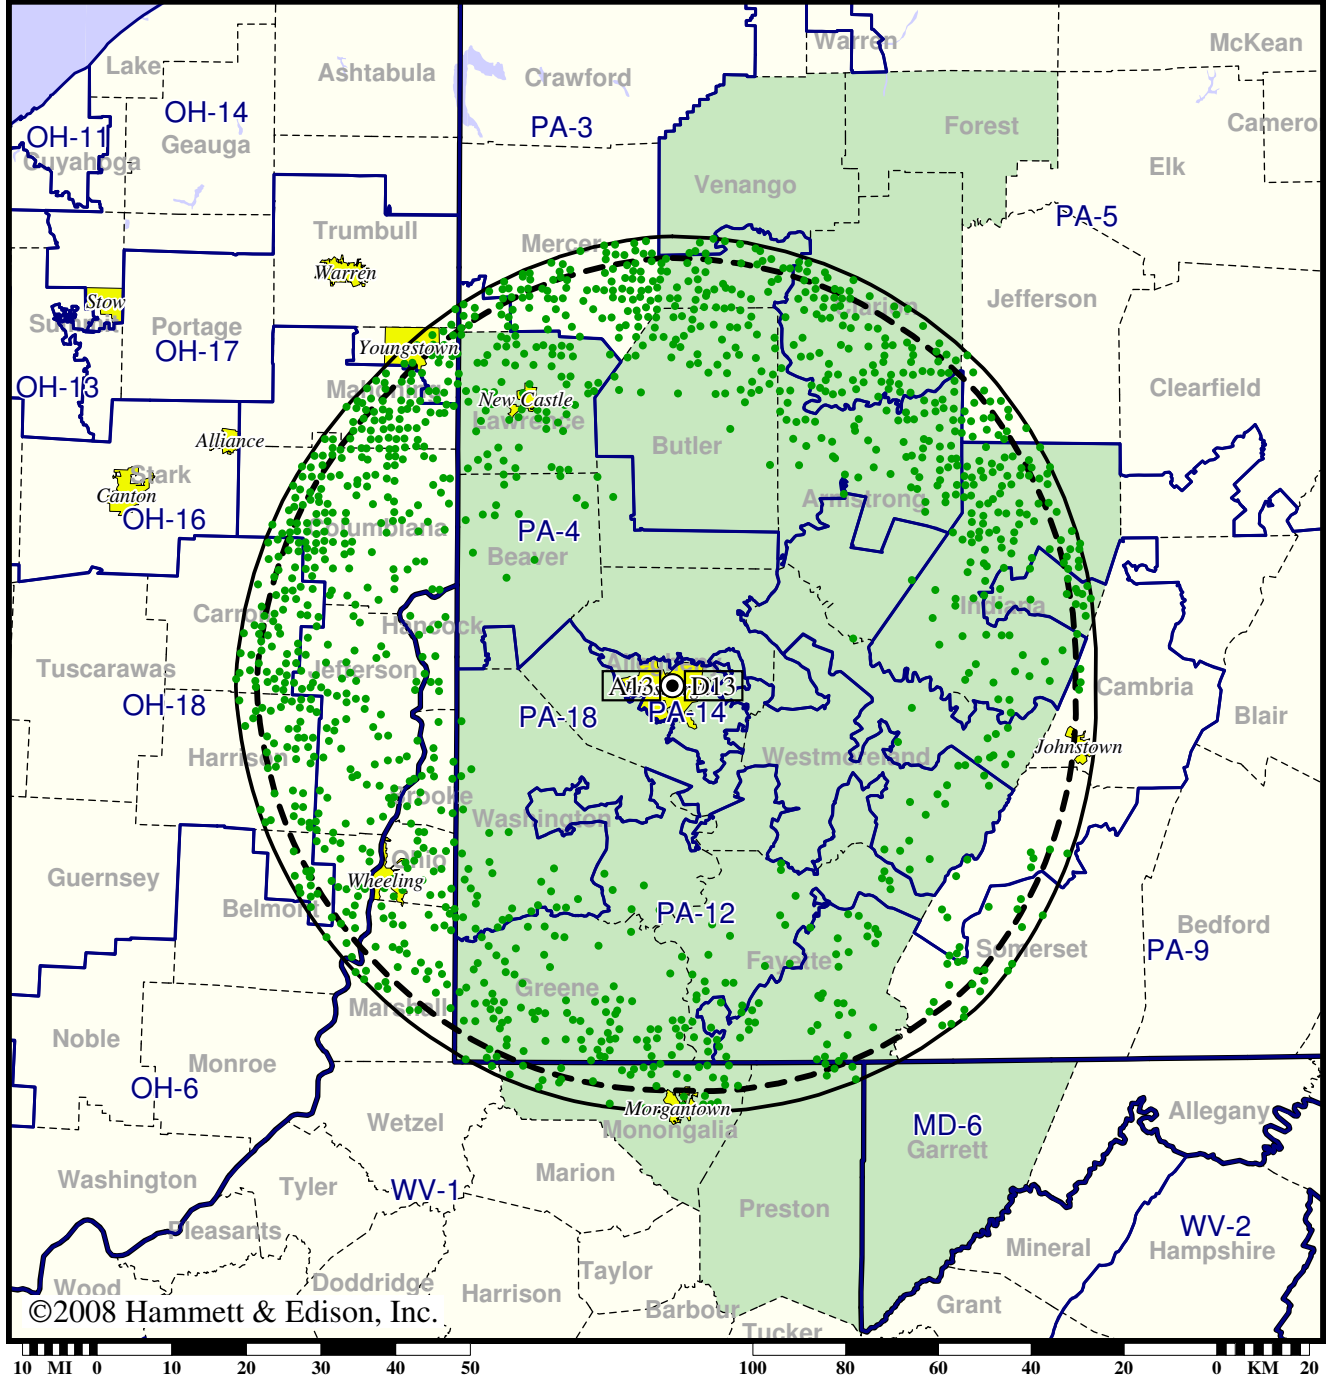 Lake
Ashtabula
Crawford
Warren
McKean
OH-14
OH-11
Geauga
Cuyahoga
PA-3
Forest
Cameron
Elk
Venango
PA-5
Trumbull
Mercer
Warren
Stow
Summit
Portage
OH-17
Clarion
Jefferson
Youngstown
OH-13
Mahoning
New Castle
Lawrence
Clearfield
Alliance
Butler
Stark
Canton
OH-16
Armstrong
Columbiana
PA-4
Beaver
Carroll
Hancock
Indiana
Tuscarawas
Jefferson
Allegheny
A13
D13
Cambria
OH-18
PA-18
PA-14
Blair
Harrison
Westmoreland
Johnstown
Brooke
Washington
Ohio
Wheeling
Guernsey
Belmont
PA-12
Bedford
Somerset
PA-9
Fayette
Greene
Marshall
Noble
Monroe
OH-6
Wetzel
Morgantown
Monongalia
MD-6
Garrett
Allegany
Washington
Tyler
WV-1
Marion
Preston
Pleasants
WV-2
Hampshire
Mineral
Wood
Doddridge
Harrison
Taylor
Barbour
Grant
Tucker
©2008 Hammett & Edison, Inc.
10 MI 0 10 20 30 40 50 100 80 60 40 20 0 KM 20